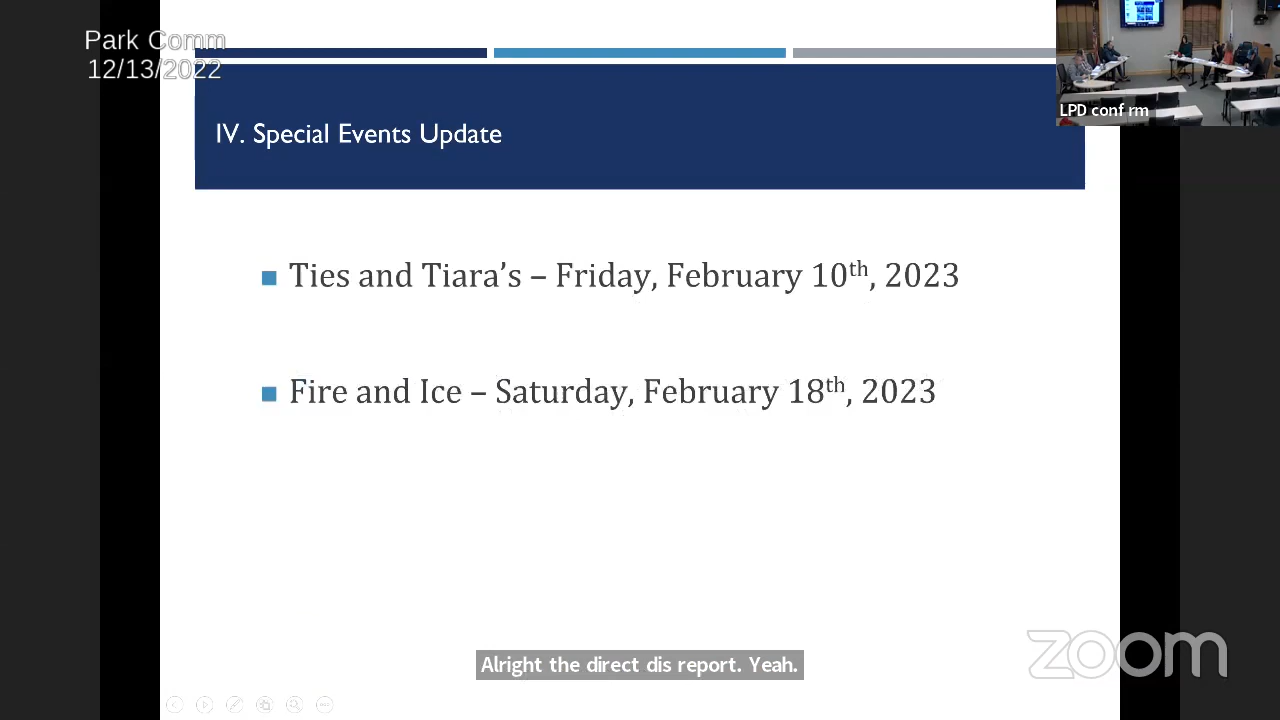 Park Comm
12/13/2022
LPD conf rm
IV. Special Events Update
Ties and Tiara's – Friday, February 10th, 2023
Fire and Ice – Saturday, February 18th, 2023
Alright the direct dis report. Yeah.
zoom